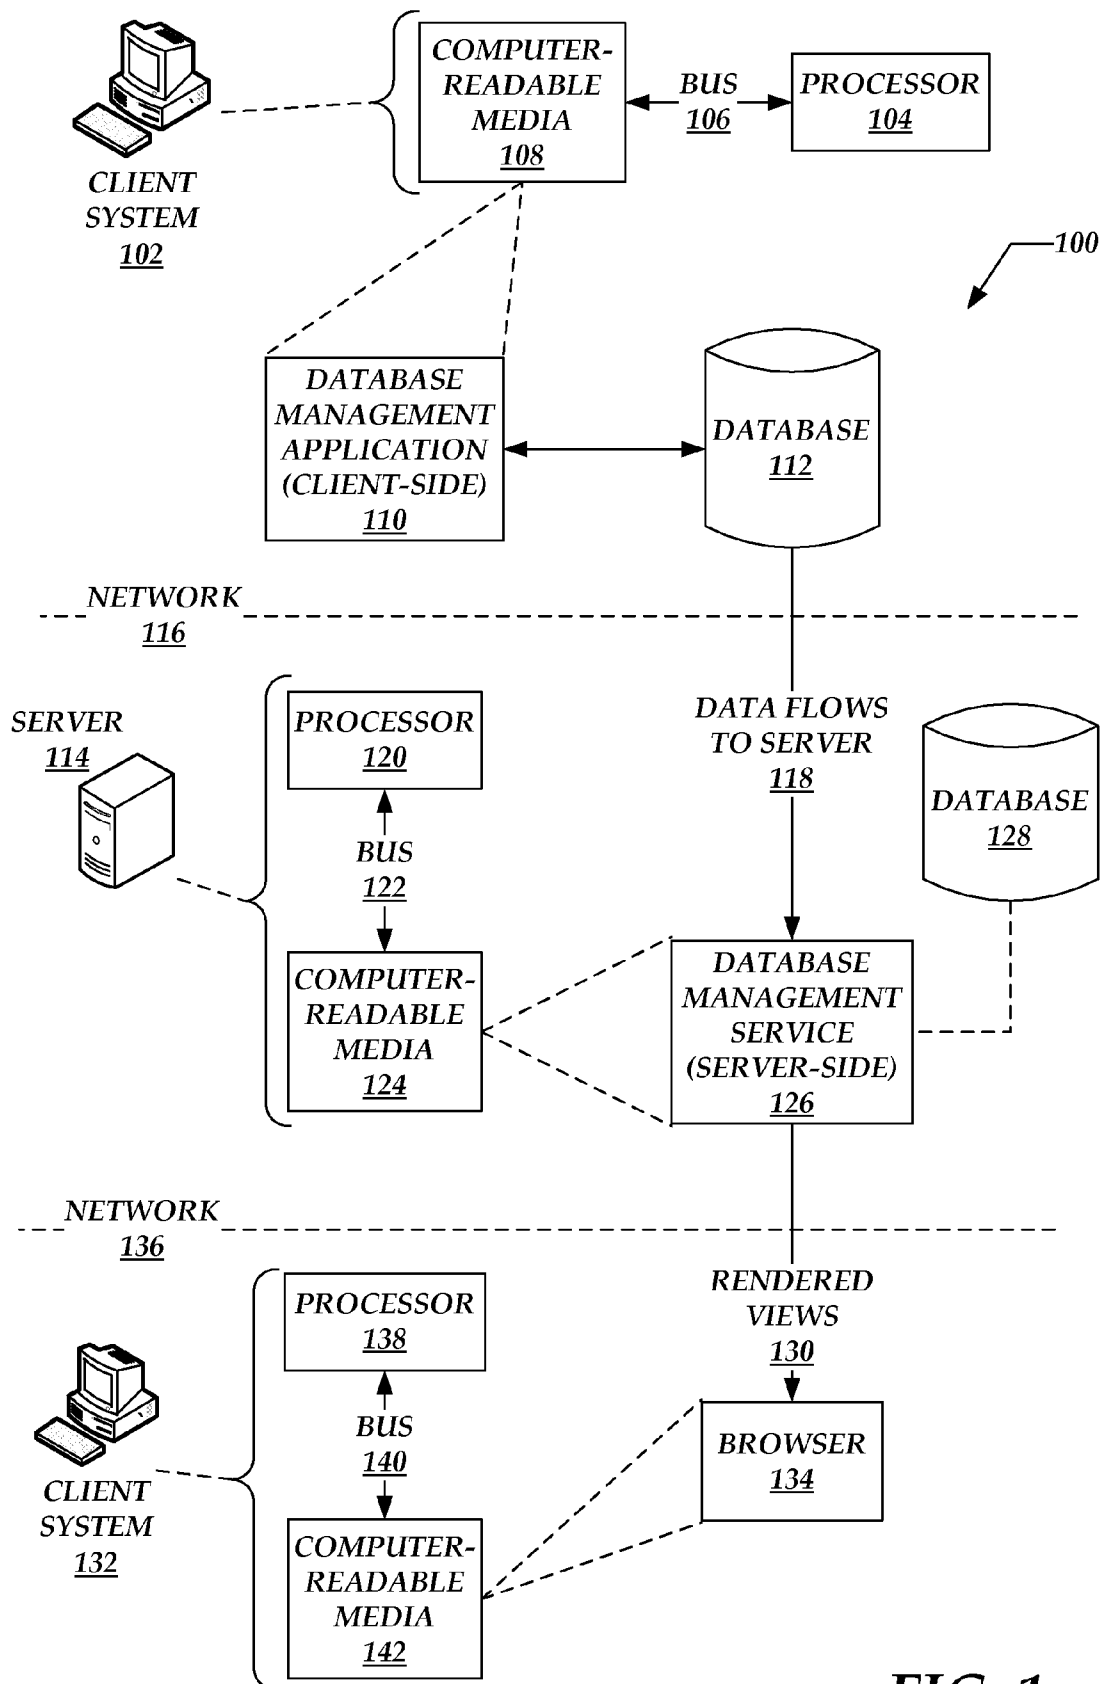 COMPUTER-
READABLE
MEDIA
108
BUS
106
PROCESSOR
104
CLIENT
SYSTEM
102
100
DATABASE
MANAGEMENT
APPLICATION
(CLIENT-SIDE)
110
DATABASE
112
NETWORK
116
SERVER
114
PROCESSOR
120
BUS
122
COMPUTER-
READABLE
MEDIA
124
DATA FLOWS
TO SERVER
118
DATABASE
128
DATABASE
MANAGEMENT
SERVICE
(SERVER-SIDE)
126
NETWORK
136
RENDERED
VIEWS
130
PROCESSOR
138
BUS
140
COMPUTER-
READABLE
MEDIA
142
CLIENT
SYSTEM
132
BROWSER
134
FIG. 1